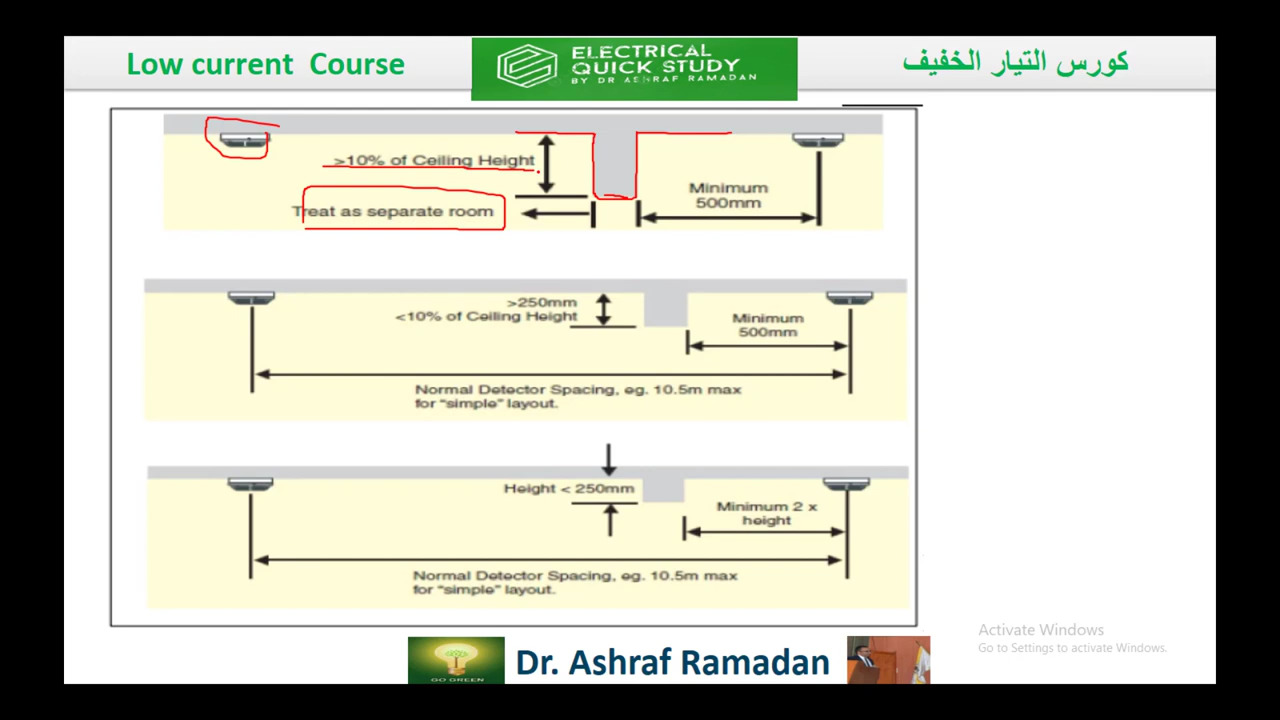 Low current Course
ELECTRICAL
QUICK STUDY
BY DR ASHRAF RAMADAN
كورس التيار الخفيف
>10% of Ceiling Height
Treat as separate room
Minimum
500mm
>250mm
<10% of Ceiling Height
Minimum
500mm
Normal Detector Spacing, eg. 10.5m max
for "simple" layout.
Height < 250mm
Minimum 2 x
height
Normal Detector Spacing, eg. 10.5m max
for "simple" layout.
GO GREEN
Dr. Ashraf Ramadan
Activate Windows
Go to Settings to activate Windows.